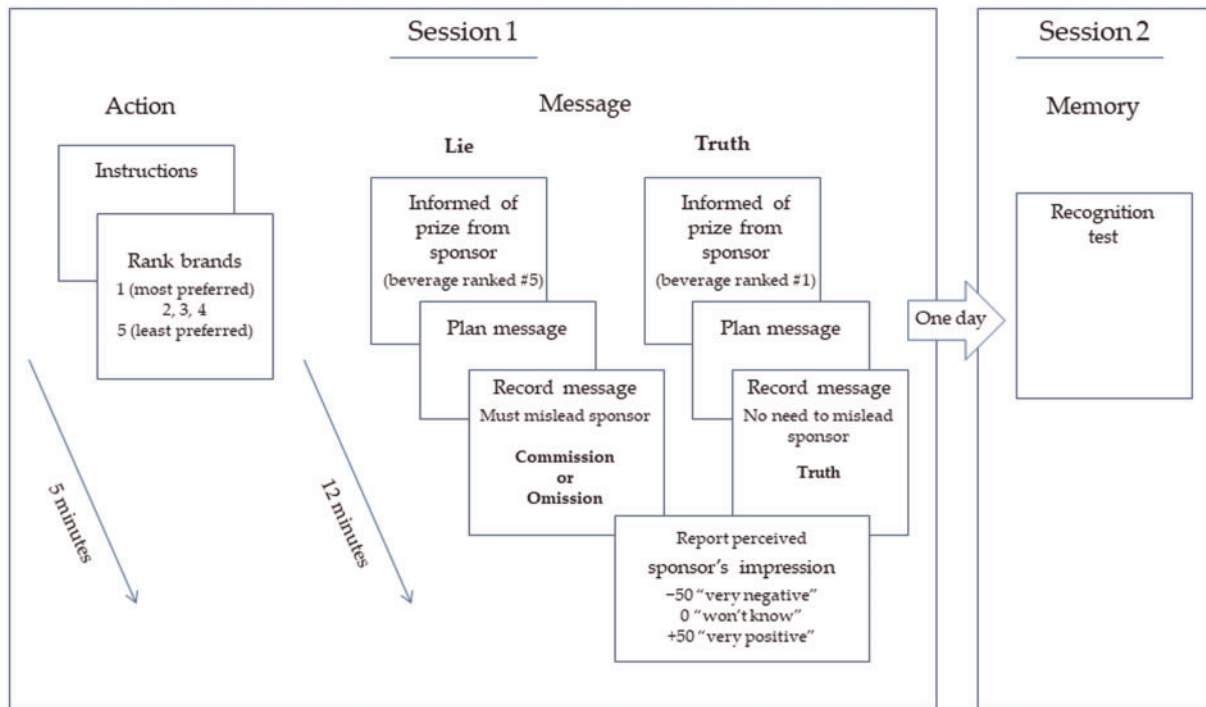 Session 1
Action
Instructions
Rank brands
1 (most preferred)
2, 3, 4
5 (least preferred)
5 minutes
Message
Lie
Informed of
prize from
sponsor
(beverage ranked #5)
Plan message
Record message
Must mislead sponsor
Commission
or
Omission
12 minutes
Truth
Informed of
prize from
sponsor
(beverage ranked #1)
Plan message
Record message
No need to mislead
sponsor
Truth
Report perceived
sponsor's impression
−50 “very negative”
0 “won't know”
+50 “very positive”
One day
Session 2
Memory
Recognition
test